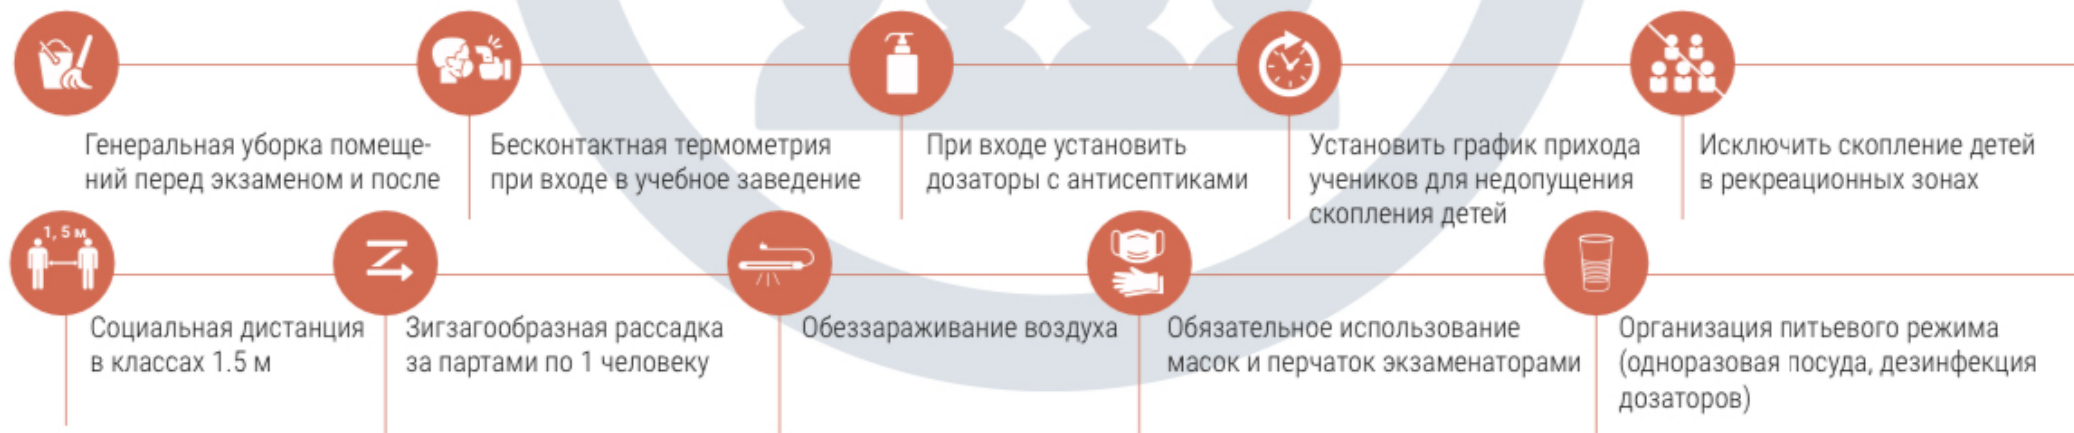 Генеральная уборка помеще-
ний перед экзаменом и после
Бесконтактная термометрия
при входе в учебное заведение
При входе установить
дозаторы с антисептиками
Установить график прихода
учеников для недопущения
скопления детей
Исключить скопление детей
в рекреационных зонах
1, 5 м
Социальная дистанция
в классах 1.5 м
Зигзагообразная рассадка
за партами по 1 человеку
Обеззараживание воздуха
Обязательное использование
масок и перчаток экзаменаторами
Организация питьевого режима
(одноразовая посуда, дезинфекция
дозаторов)